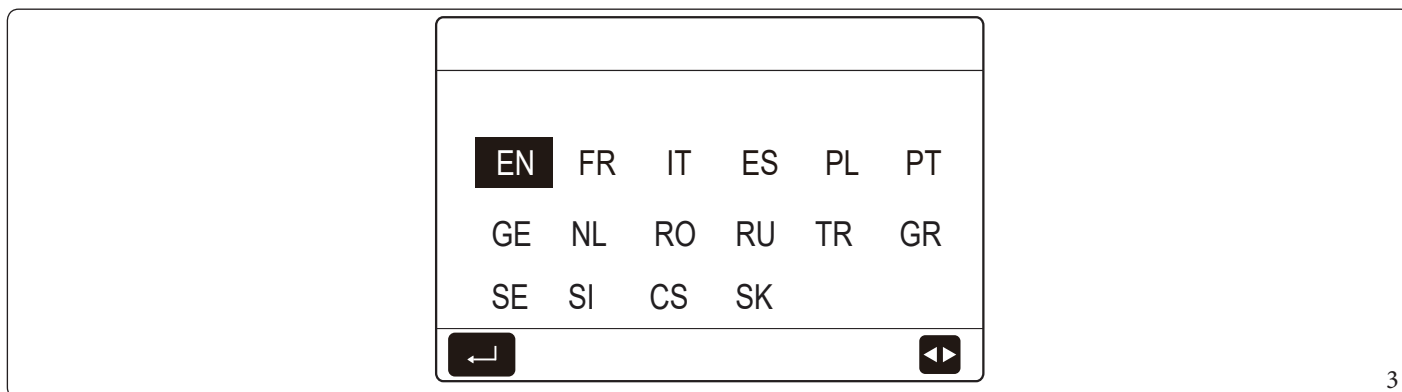 EN FR IT ES PL PT
GE NL RO RU TR GR
SE SI CS SK
3